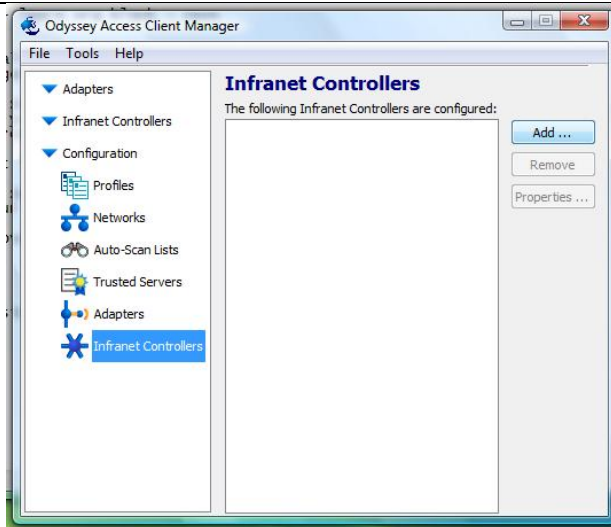 Odyssey Access Client Manager
File Tools Help
Adapters
Infranet Controllers
Configuration
Profiles
Networks
Auto-Scan Lists
Trusted Servers
Adapters
Infranet Controllers
Infranet Controllers
The following Infranet Controllers are configured:
Add ...
Remove
Properties ...